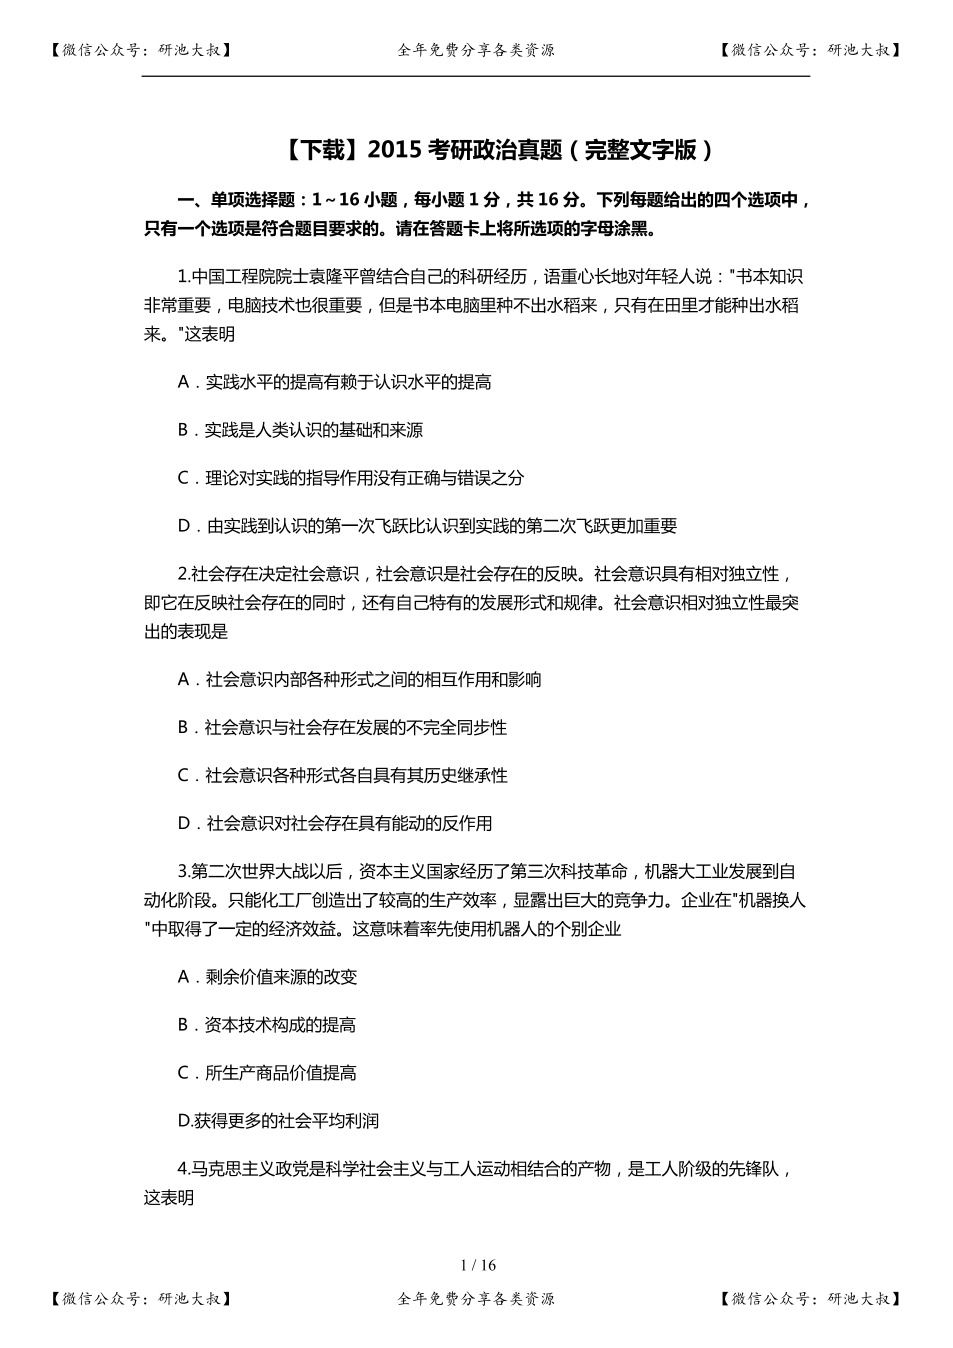 【微信公众号：研池大叔】 全年免费分享各类资源 【微信公众号：研池大叔】
【下载】2015 考研政治真题（完整文字版）
一、单项选择题：1～16 小题，每小题 1 分，共 16 分。下列每题给出的四个选项中，
只有一个选项是符合题目要求的。请在答题卡上将所选项的字母涂黑。
1.中国工程院院士袁隆平曾结合自己的科研经历，语重心长地对年轻人说："书本知识
非常重要，电脑技术也很重要，但是书本电脑里种不出水稻来，只有在田里才能种出水稻
来。"这表明
A．实践水平的提高有赖于认识水平的提高
B．实践是人类认识的基础和来源
C．理论对实践的指导作用没有正确与错误之分
D．由实践到认识的第一次飞跃比认识到实践的第二次飞跃更加重要
2.社会存在决定社会意识，社会意识是社会存在的反映。社会意识具有相对独立性，
即它在反映社会存在的同时，还有自己特有的发展形式和规律。社会意识相对独立性最突
出的表现是
A．社会意识内部各种形式之间的相互作用和影响
B．社会意识与社会存在发展的不完全同步性
C．社会意识各种形式各自具有其历史继承性
D．社会意识对社会存在具有能动的反作用
3.第二次世界大战以后，资本主义国家经历了第三次科技革命，机器大工业发展到自
动化阶段。只能化工厂创造出了较高的生产效率，显露出巨大的竞争力。企业在"机器换人
"中取得了一定的经济效益。这意味着率先使用机器人的个别企业
A．剩余价值来源的改变
B．资本技术构成的提高
C．所生产商品价值提高
D.获得更多的社会平均利润
4.马克思主义政党是科学社会主义与工人运动相结合的产物，是工人阶级的先锋队，
这表明
1 / 16
【微信公众号：研池大叔】 全年免费分享各类资源 【微信公众号：研池大叔】